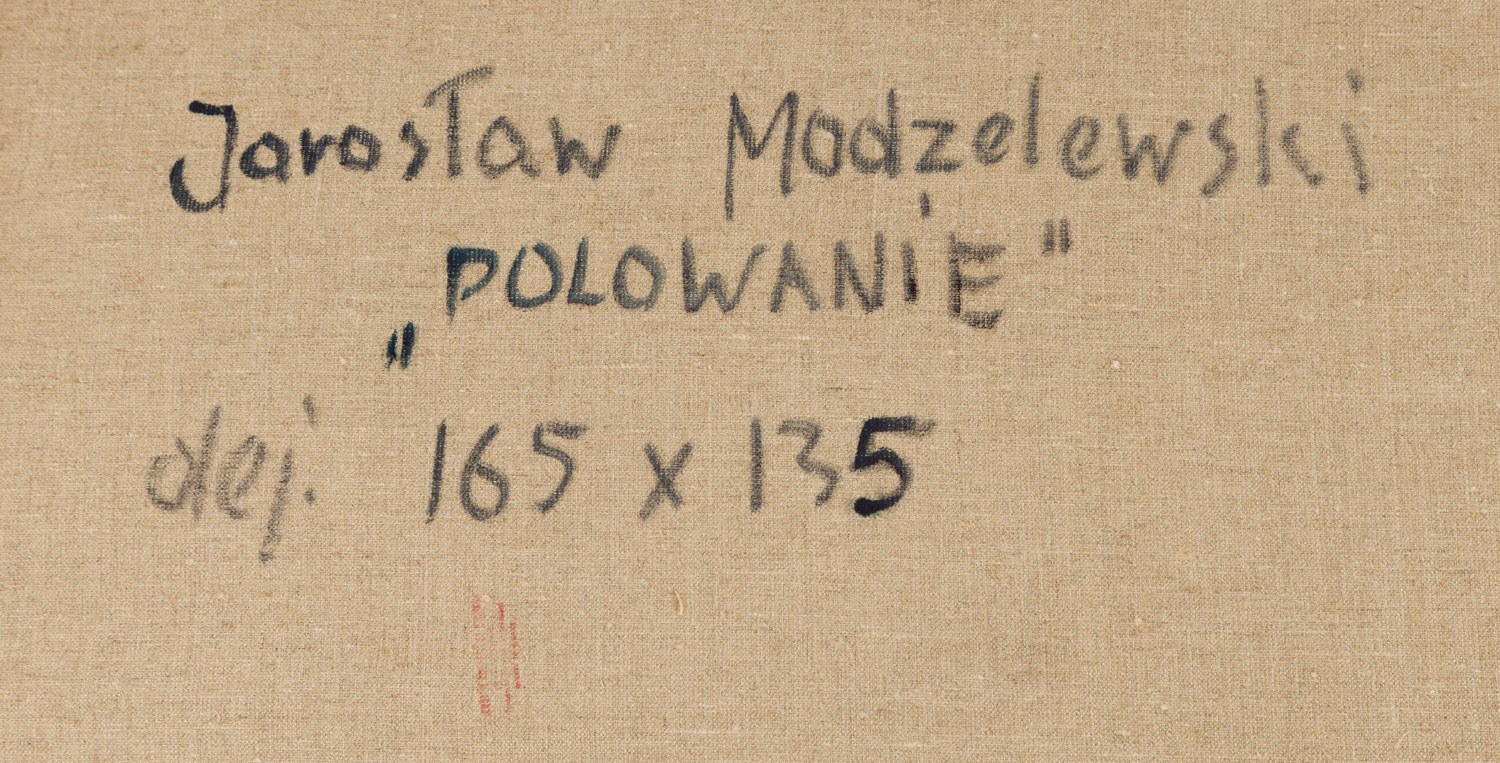 Jarosław Modzelewski
„POLOWANIE"
olej. 165 x 135